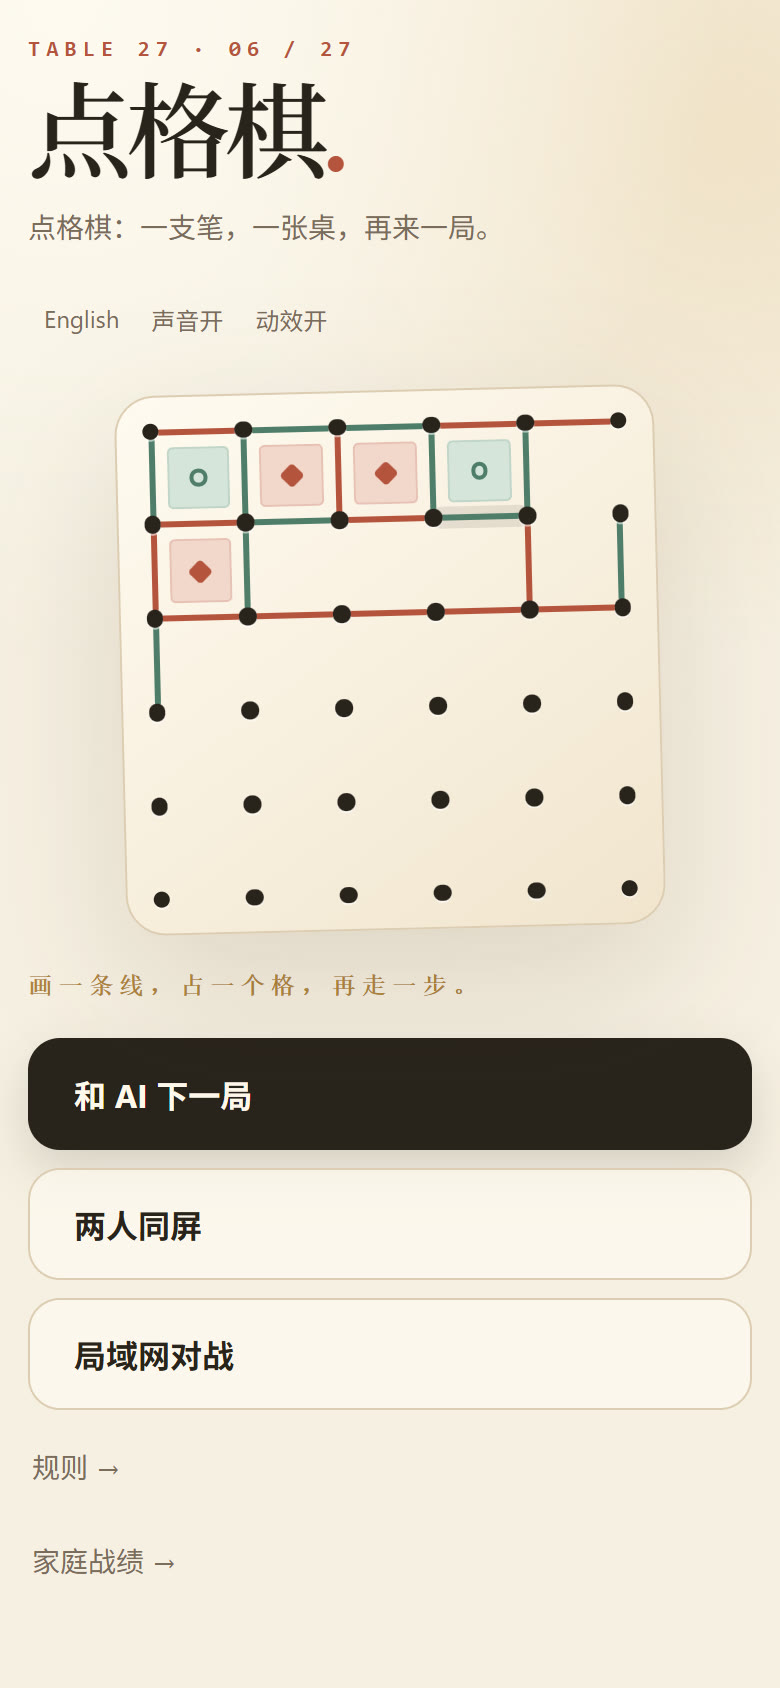 TABLE 27 · 06 / 27
点格棋.
点格棋：一支笔，一张桌，再来一局。
English 声音开 动效开
画一条线，占一个格，再走一步。
和 AI 下一局
两人同屏
局域网对战
规则 →
家庭战绩 →